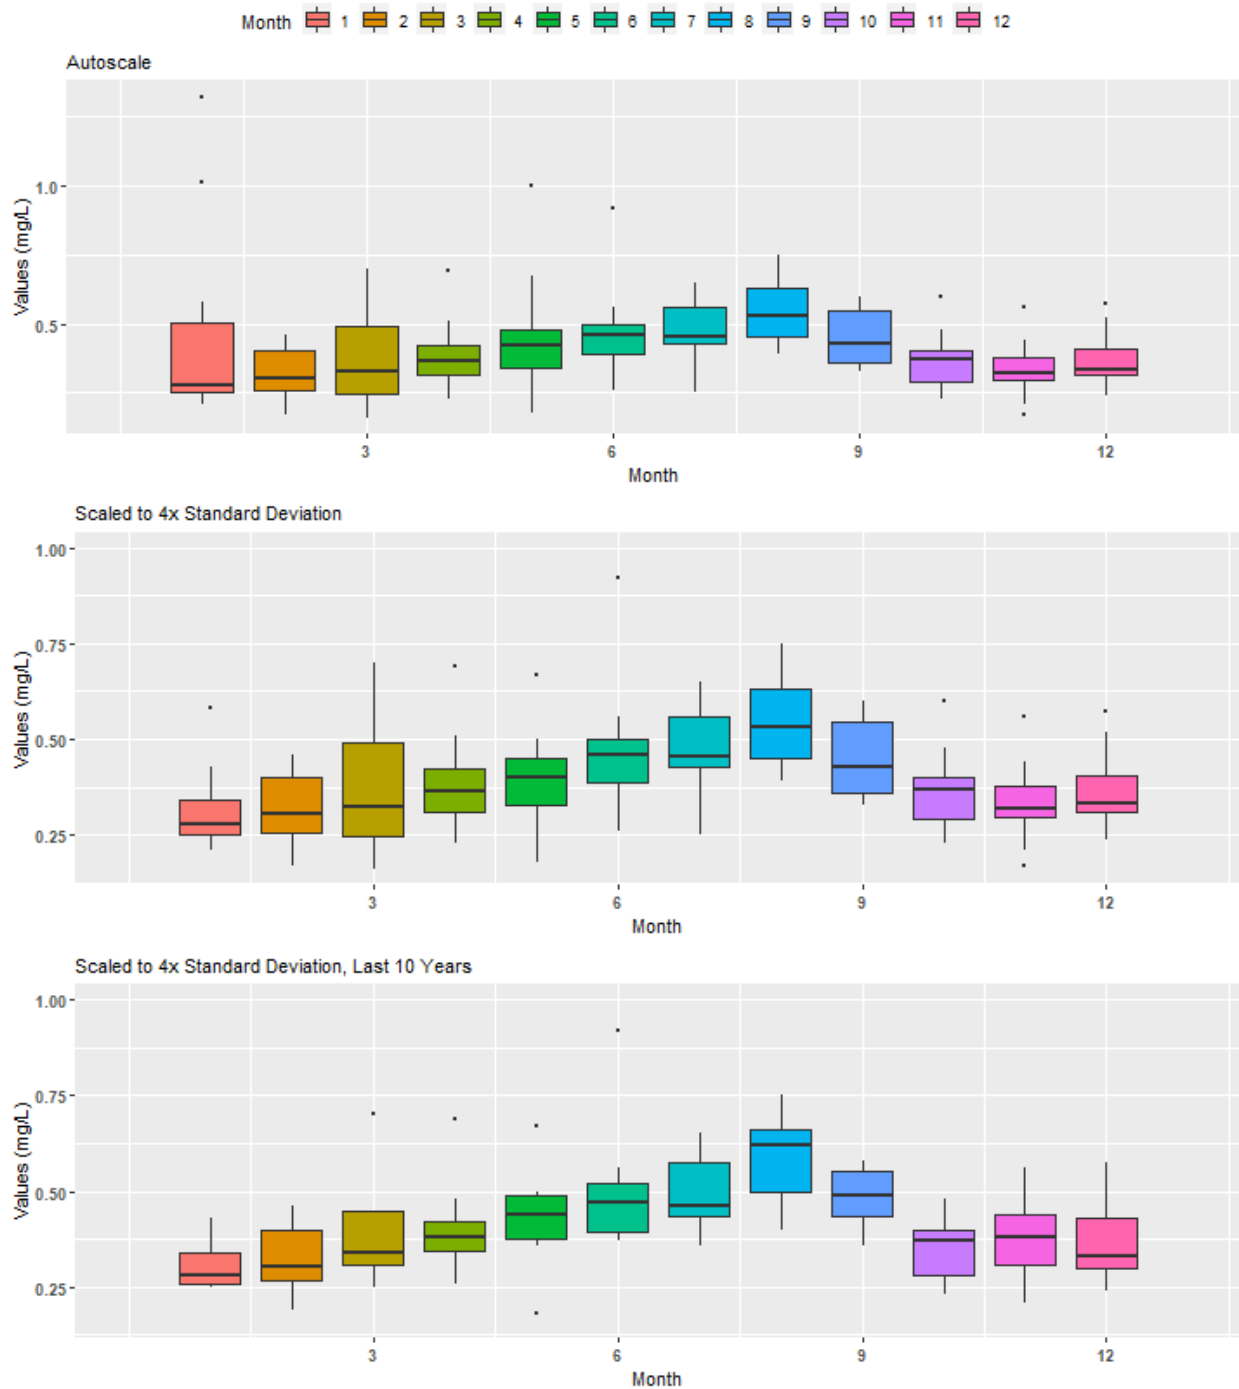 Month 1 2 3 4 5 6 7 8 9 10 11 12
Autoscale
Values (mg/L)
1.0
0.5
3 6 9 12
Month
Scaled to 4x Standard Deviation
Values (mg/L)
1.00
0.75
0.50
0.25
3 6 9 12
Month
Scaled to 4x Standard Deviation, Last 10 Years
Values (mg/L)
1.00
0.75
0.50
0.25
3 6 9 12
Month